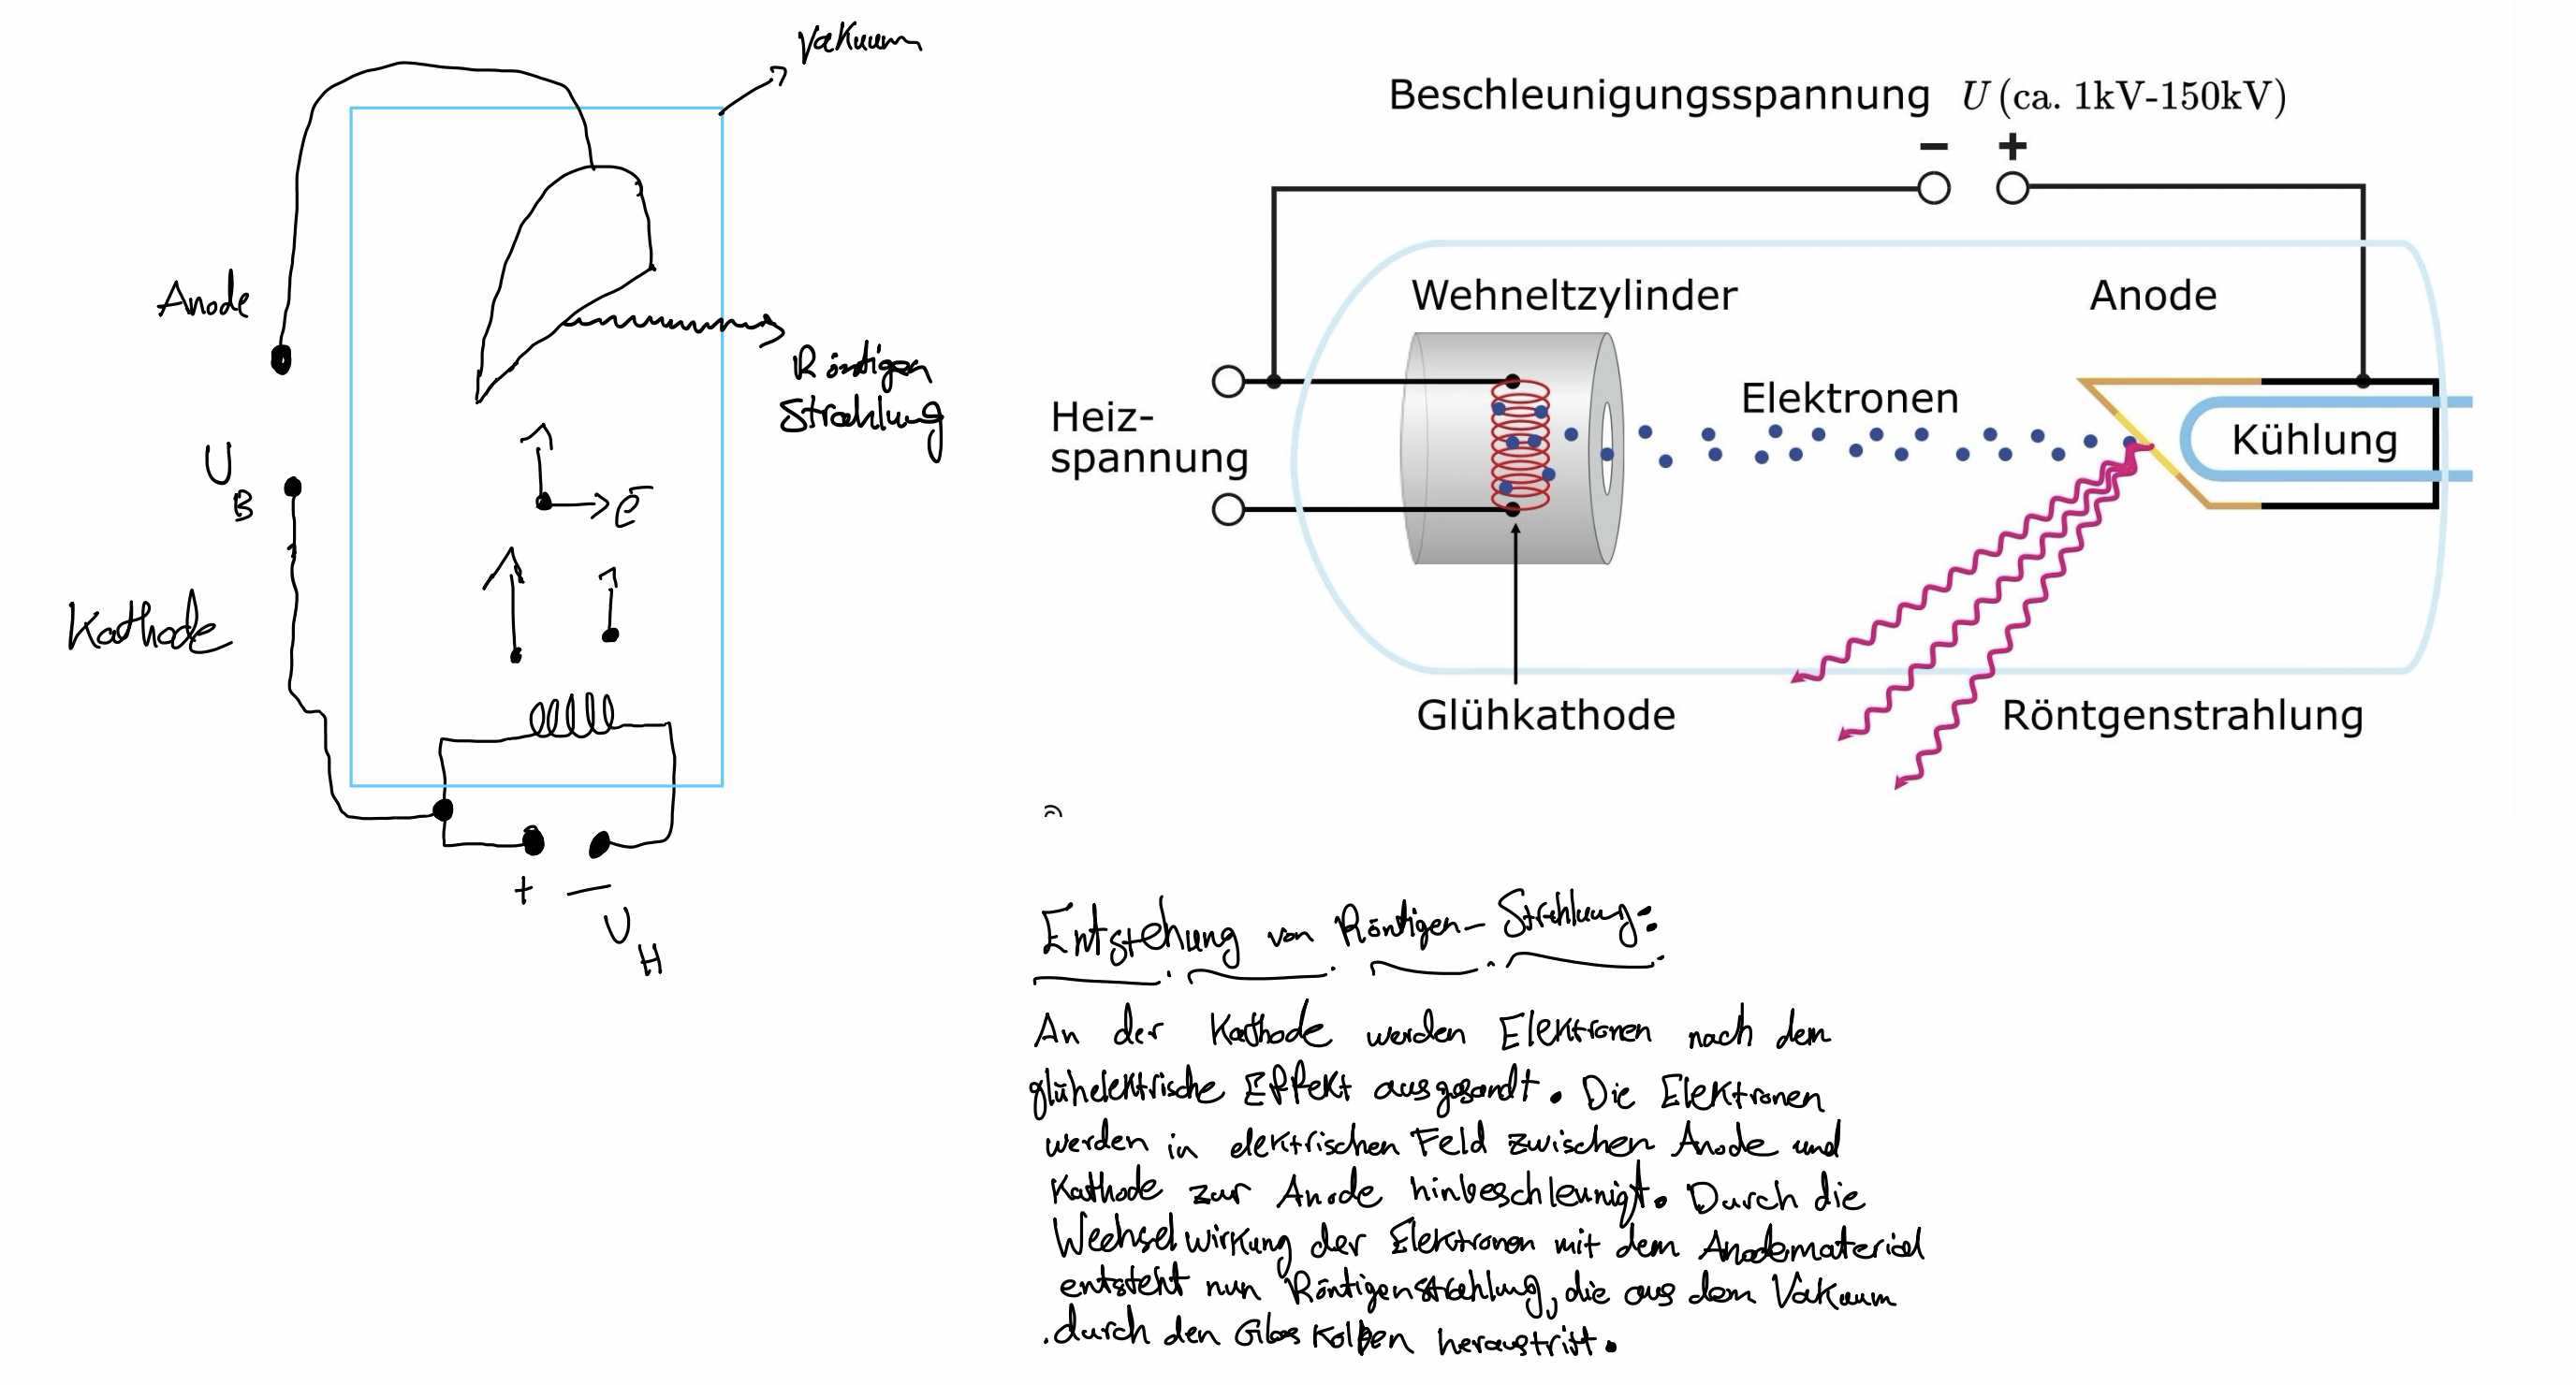 Vakuum
Anode
Röntigen
Strahlung
U
B
e⁻
Kathode
+ −
U
H
Beschleunigungsspannung U (ca. 1kV-150kV)
− +
Wehneltzylinder
Anode
Elektronen
Heiz-
spannung
Kühlung
Glühkathode
Röntgenstrahlung
Entstehung von Röntigen-Strahlung:
An der Kathode werden Elektronen nach dem
glühelektrische Effekt ausgesandt. Die Elektronen
werden in elektrischen Feld zwischen Anode und
Kathode zur Anode hinbeschleunigt. Durch die
Wechselwirkung der Elektronen mit dem Anodematerial
entsteht nun Röntigenstrahlung, die aus dem Vakuum
durch den Glas Kolben heraustritt.